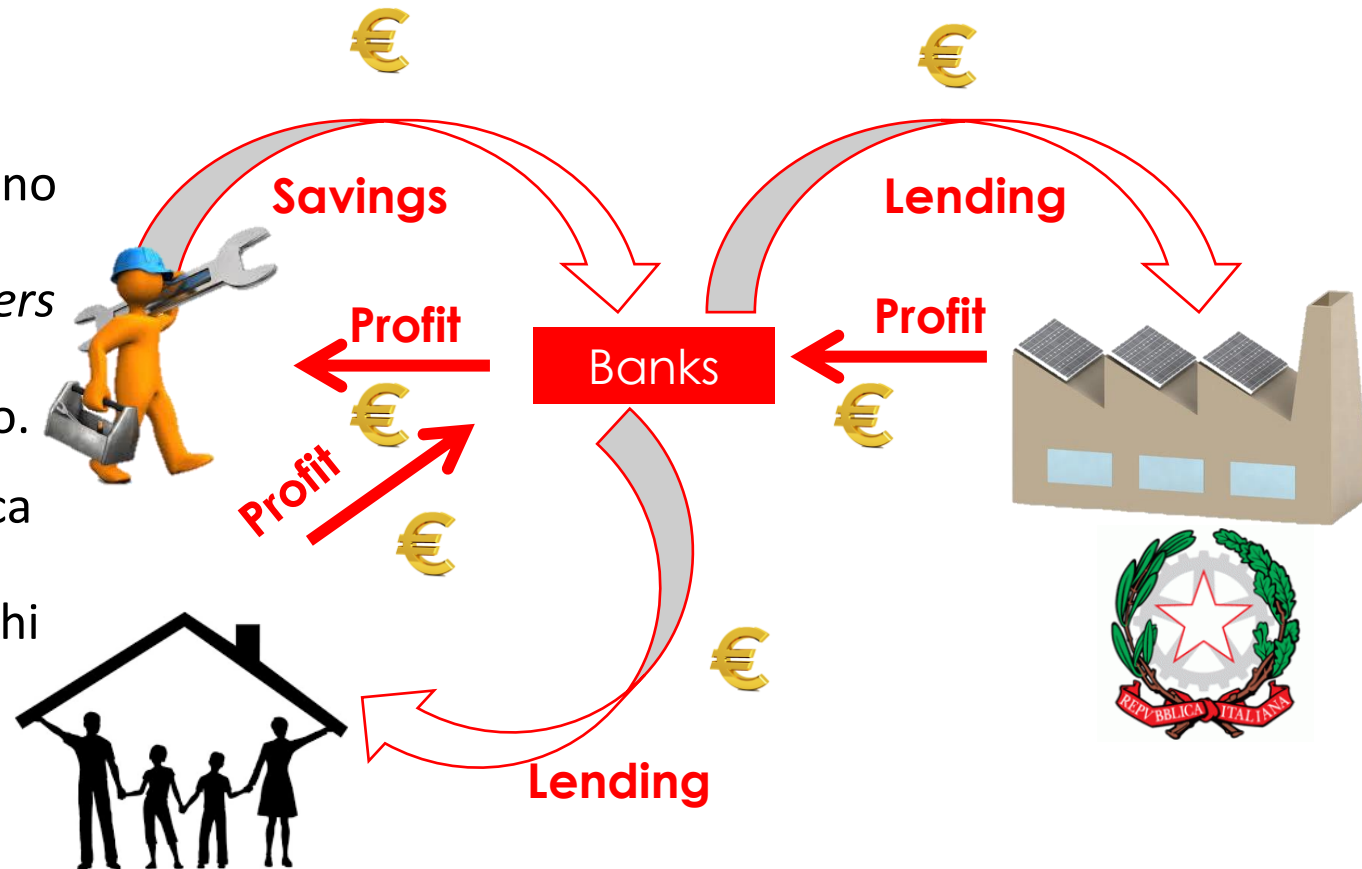 €
€
no
Savings
Lending
ers
Profit
Profit
Banks
€
€
o.
Profit
ca
€
hi
€
REPVBBLICA ITALIANA
Lending